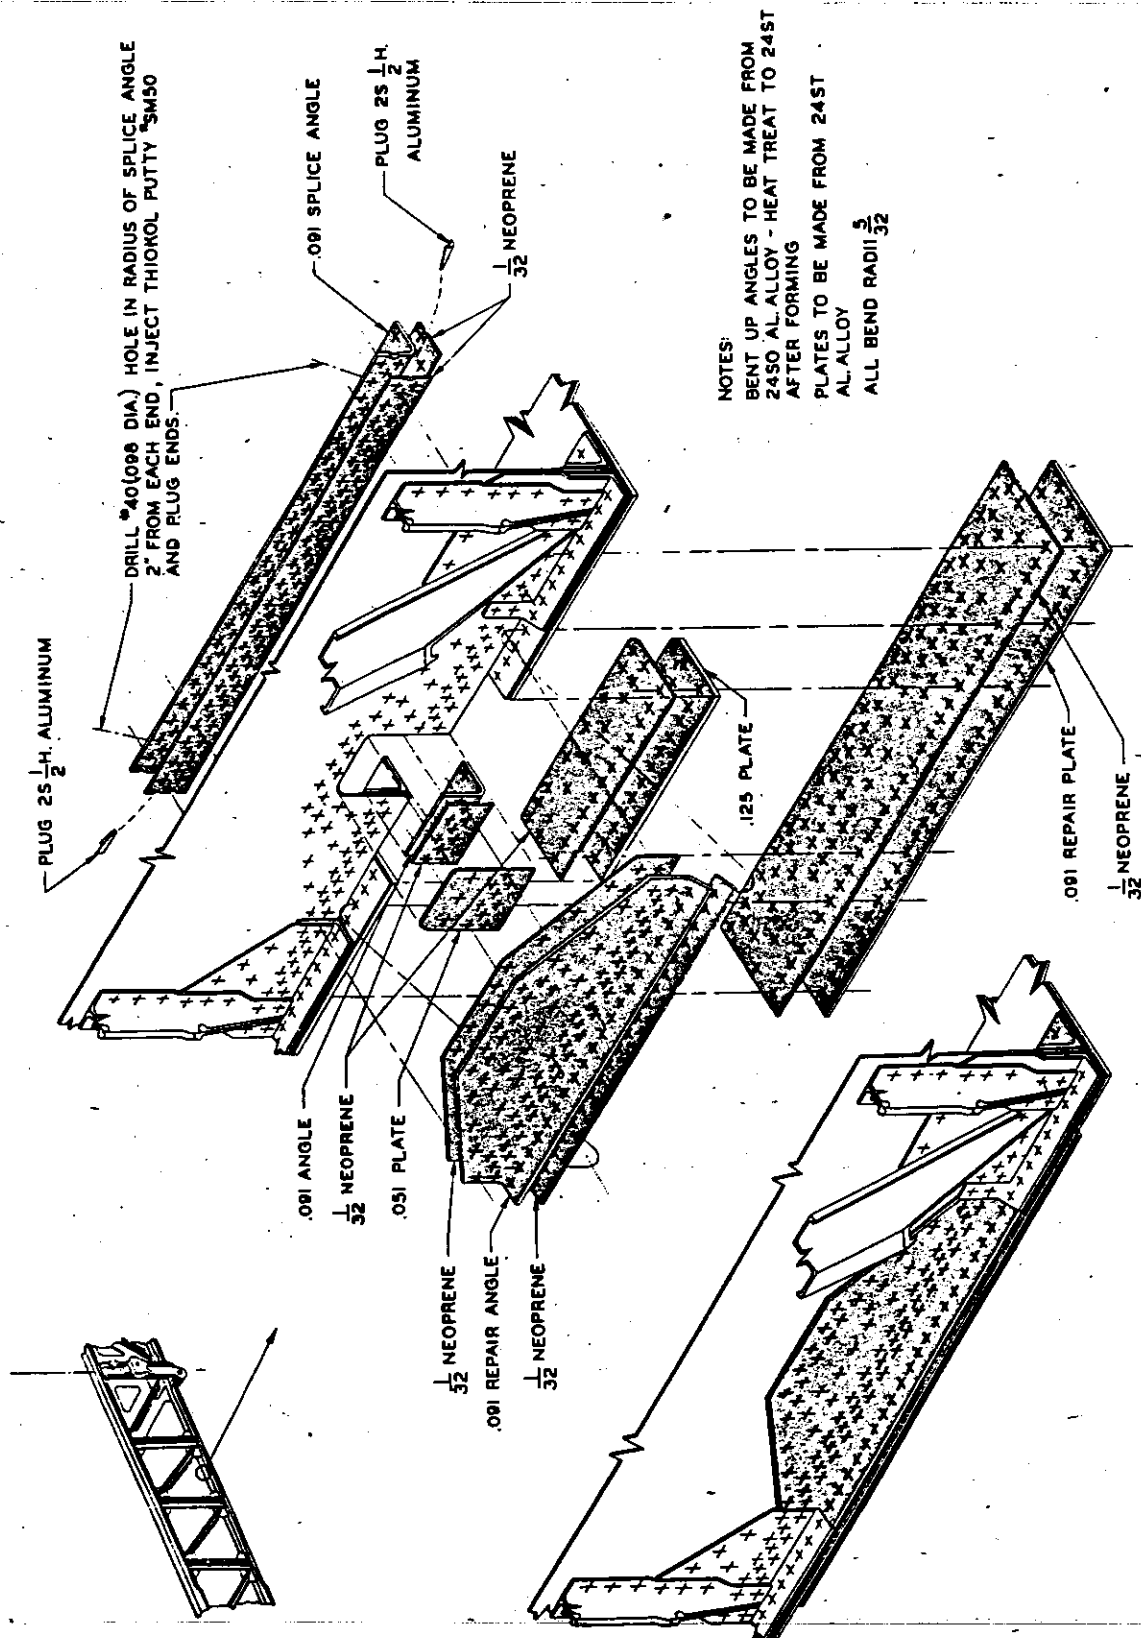 PLUG 2S 1/2 H. ALUMINUM
DRILL #40 (098 DIA.) HOLE IN RADIUS OF SPLICE ANGLE
2" FROM EACH END, INJECT THIOKOL PUTTY #SM50
AND PLUG ENDS.
.091 SPLICE ANGLE
PLUG 2S 1/2 H.
ALUMINUM
1/32 NEOPRENE
NOTES:
BENT UP ANGLES TO BE MADE FROM
24SO AL. ALLOY - HEAT TREAT TO 24ST
AFTER FORMING
PLATES TO BE MADE FROM 24ST
AL. ALLOY
ALL BEND RADII 5/32
.091 ANGLE
1/32 NEOPRENE
.051 PLATE
.125 PLATE
1/32 NEOPRENE
.091 REPAIR ANGLE
1/32 NEOPRENE
.091 REPAIR PLATE
1/32 NEOPRENE